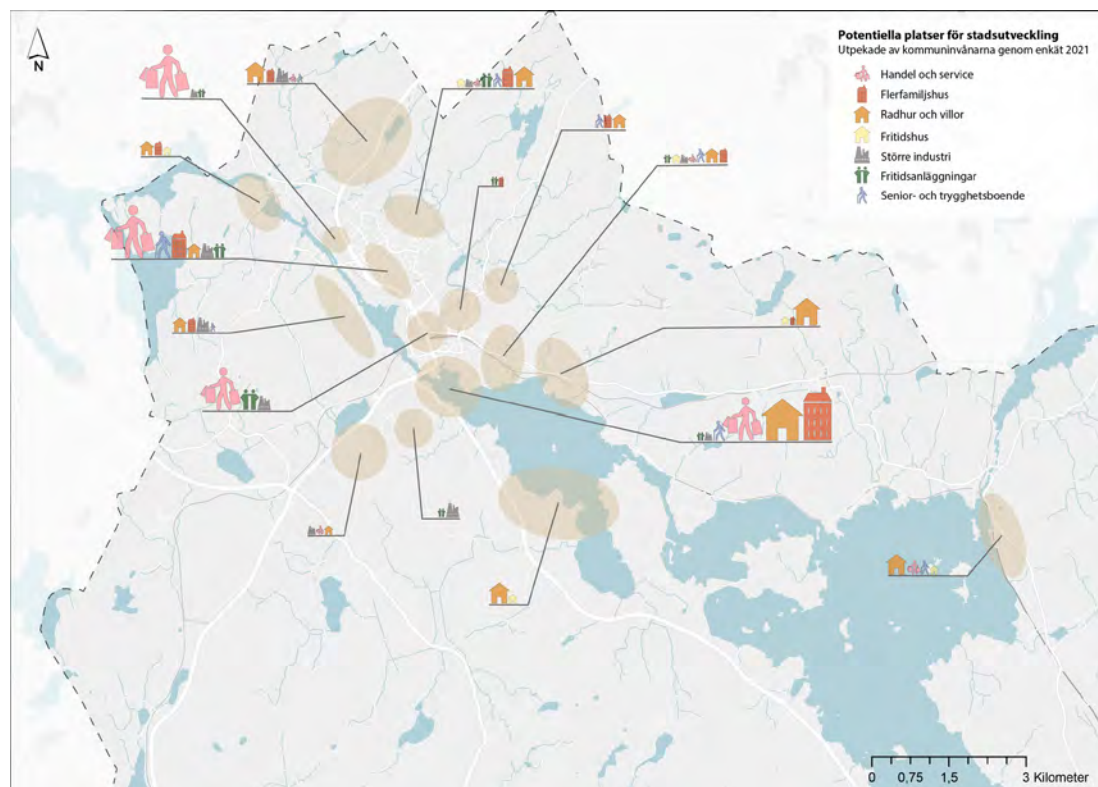 N
Potentiella platser för stadsutveckling
Utpekade av kommuninvånarna genom enkät 2021
Handel och service
Flerfamiljshus
Radhur och villor
Fritidshus
Större industri
Fritidsanläggningar
Senior- och trygghetsboende
0 0,75 1,5 3 Kilometer